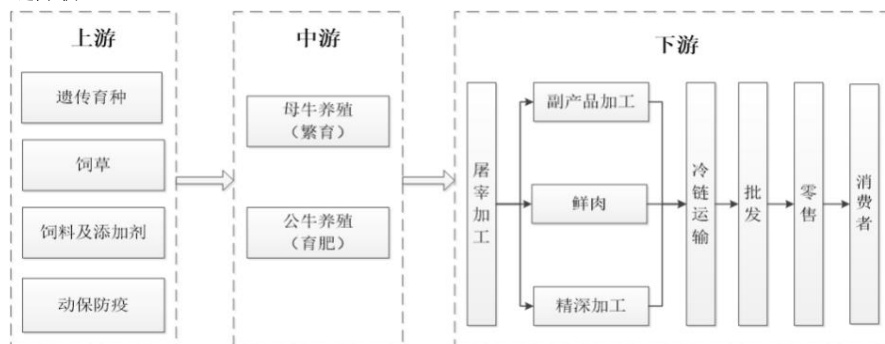 上游
遗传育种
饲草
饲料及添加剂
动保防疫
中游
母牛养殖
（繁育）
公牛养殖
（育肥）
下游
屠宰加工
副产品加工
鲜肉
精深加工
冷链运输
批发
零售
消费者